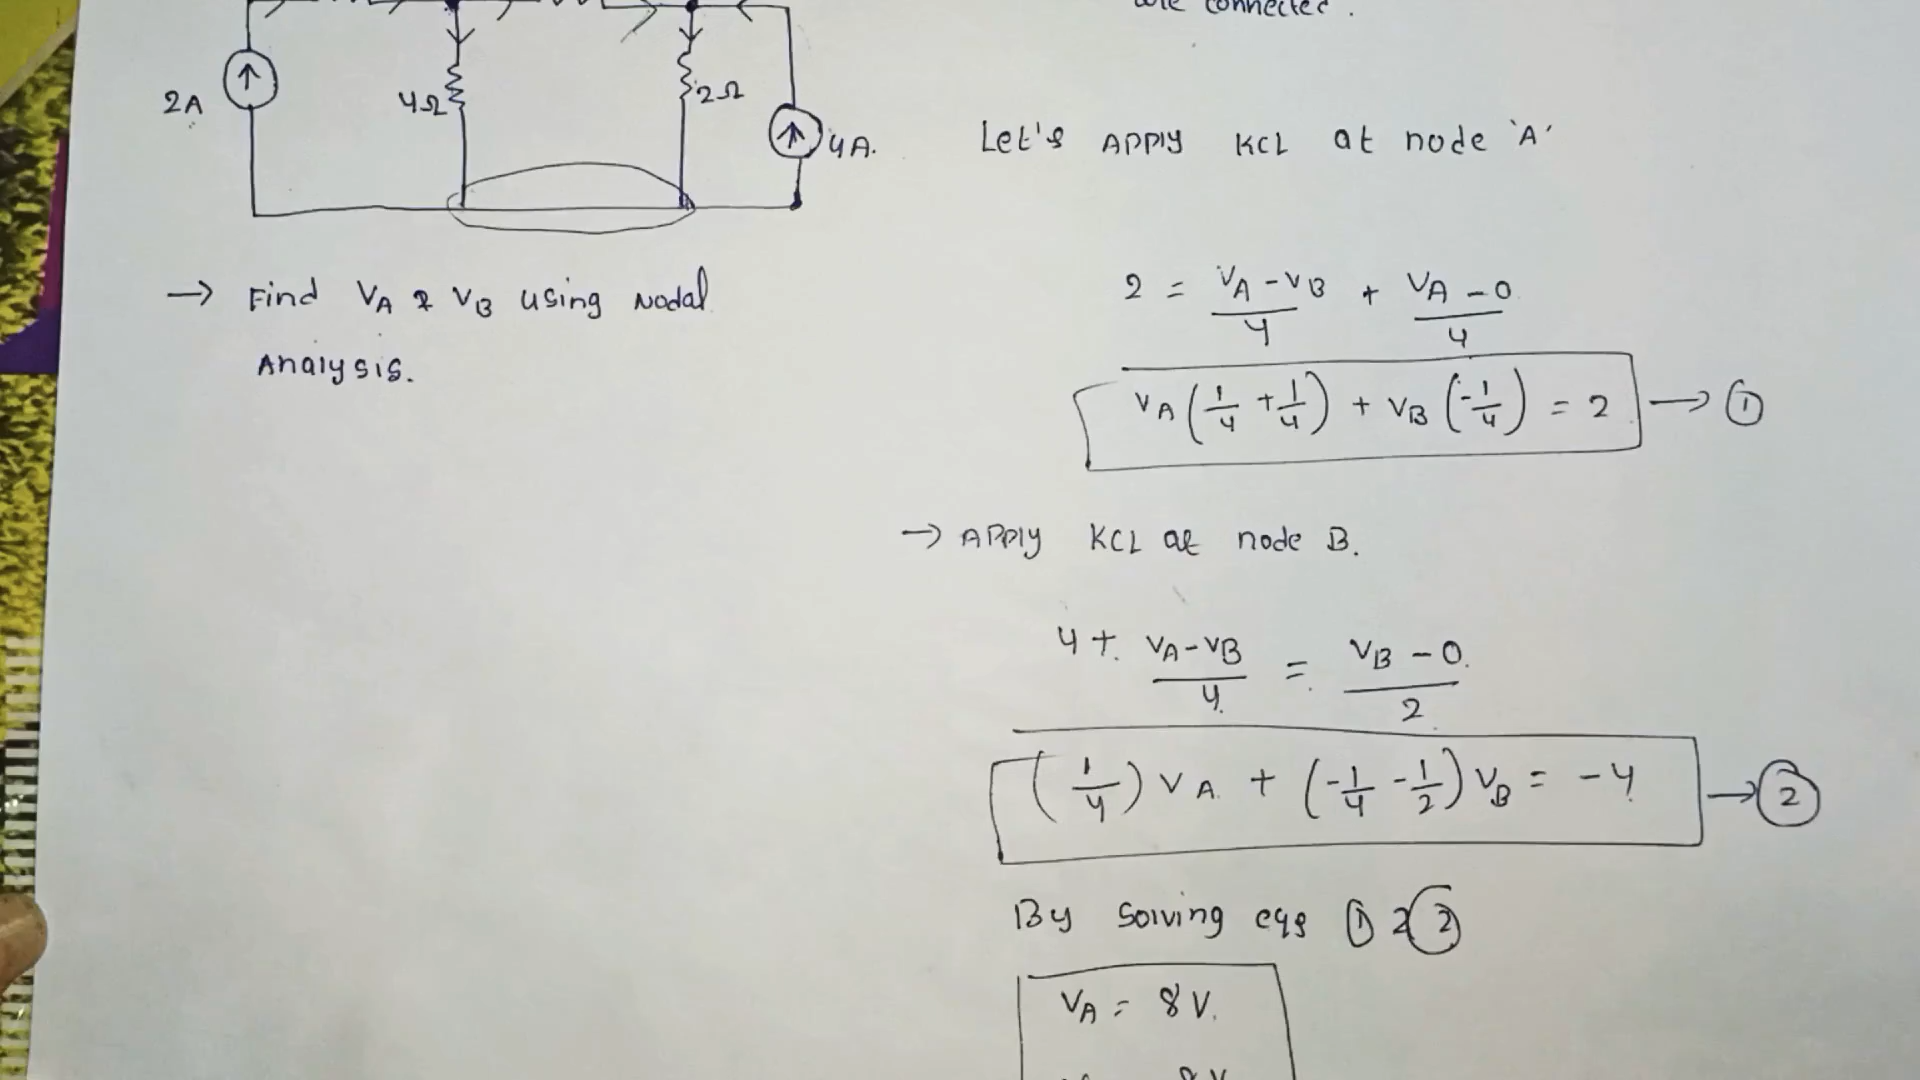 are connected.
2A
4Ω
2Ω
4A.
→ Find VA & VB using Nodal
Analysis.
Let's Apply KCL at node 'A'
2 = (VA - VB)/4 + (VA - 0)/4
VA (1/4 + 1/4) + VB (-1/4) = 2 → ①
→ Apply KCL at node B.
4 + (VA - VB)/4 = (VB - 0)/2
(1/4) VA + (-1/4 - 1/2) VB = -4 → ②
By Solving eqs ① & ②
VA = 8 V.